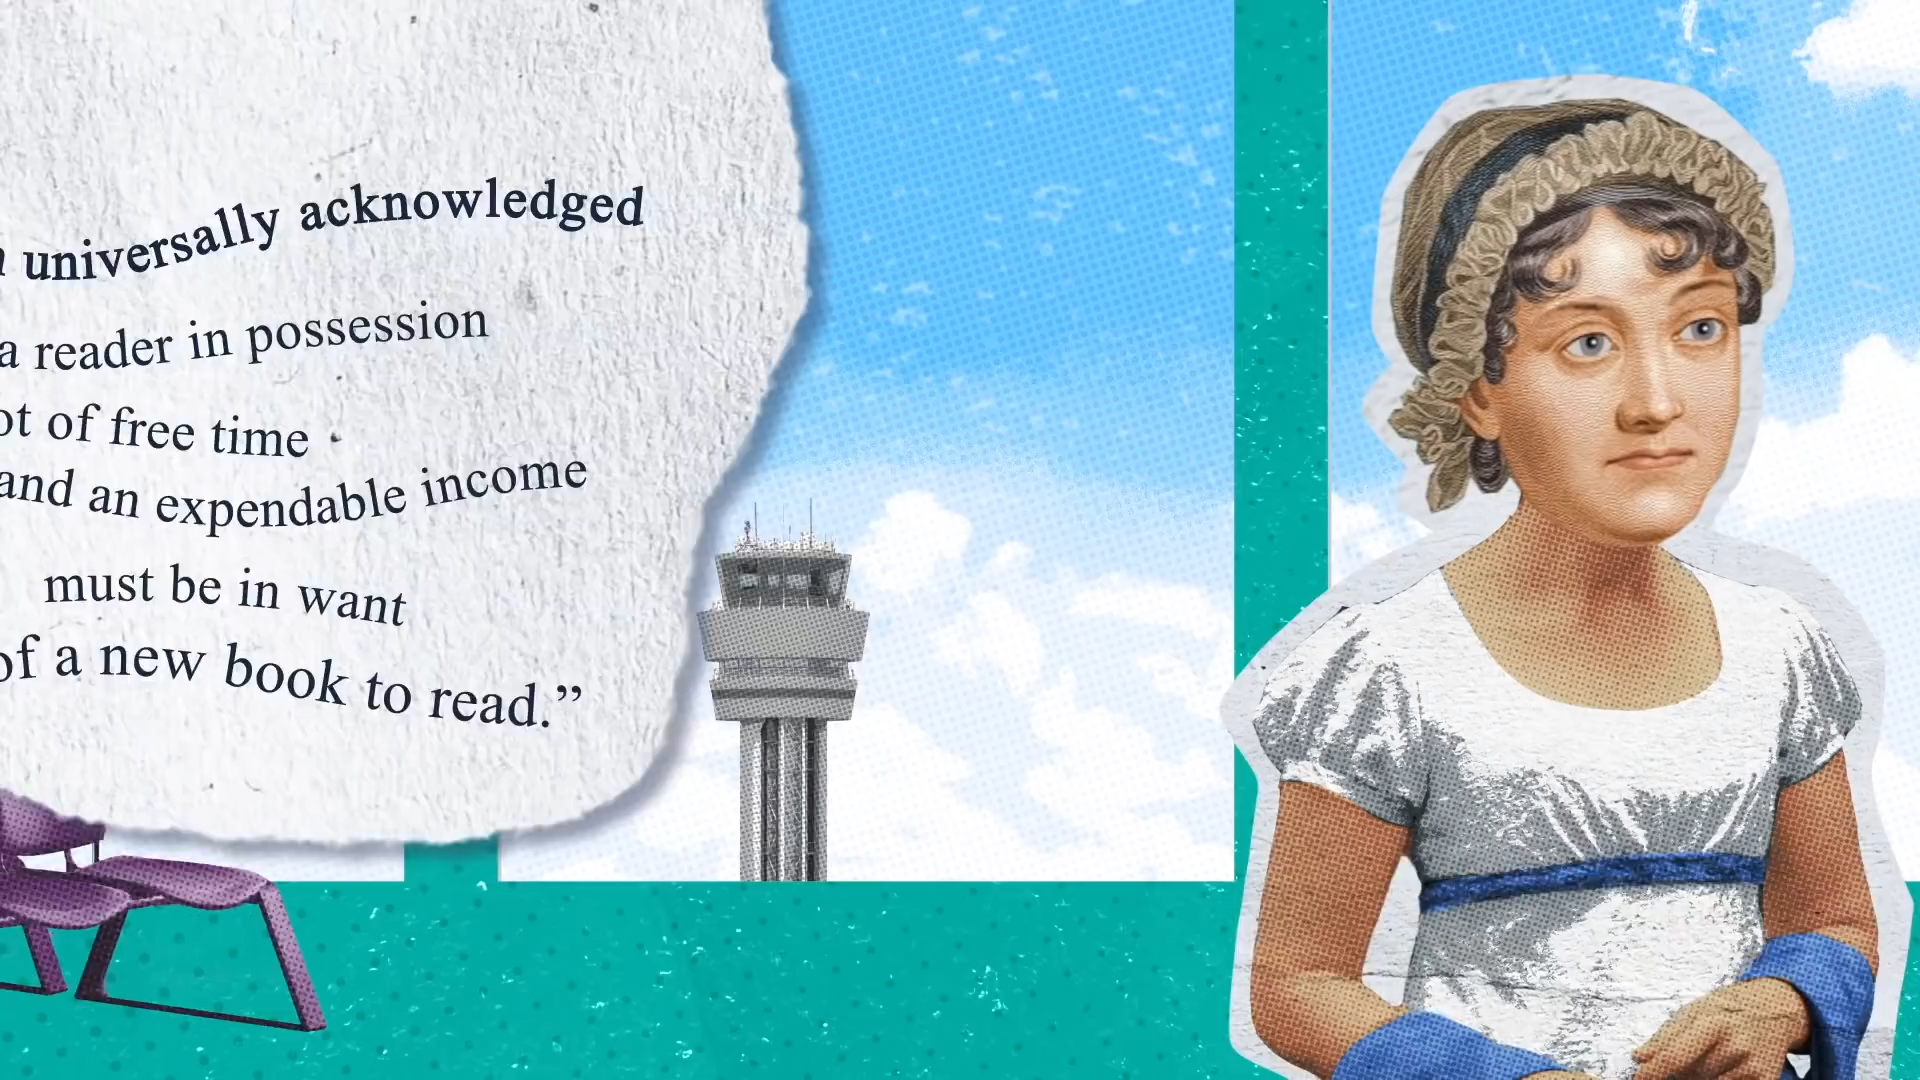 universally acknowledged
a reader in possession
of free time
and an expendable income
must be in want
of a new book to read.”